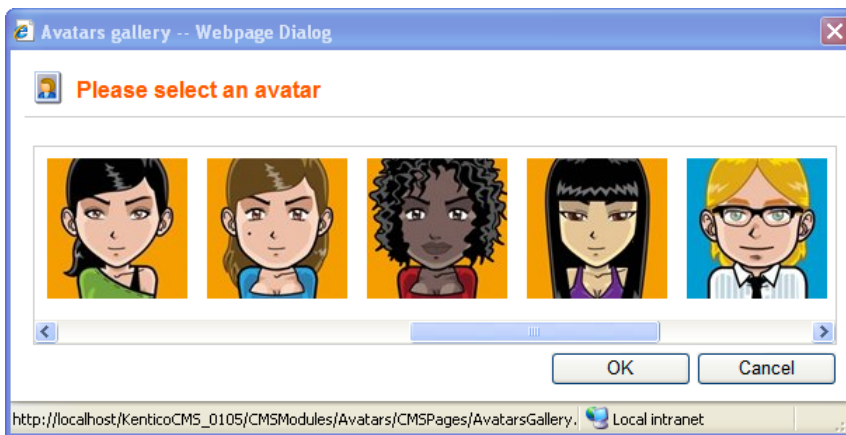 Avatars gallery -- Webpage Dialog
Please select an avatar
OK Cancel
http://localhost/KenticoCMS_0105/CMSModules/Avatars/CMSPages/AvatarsGallery. Local intranet